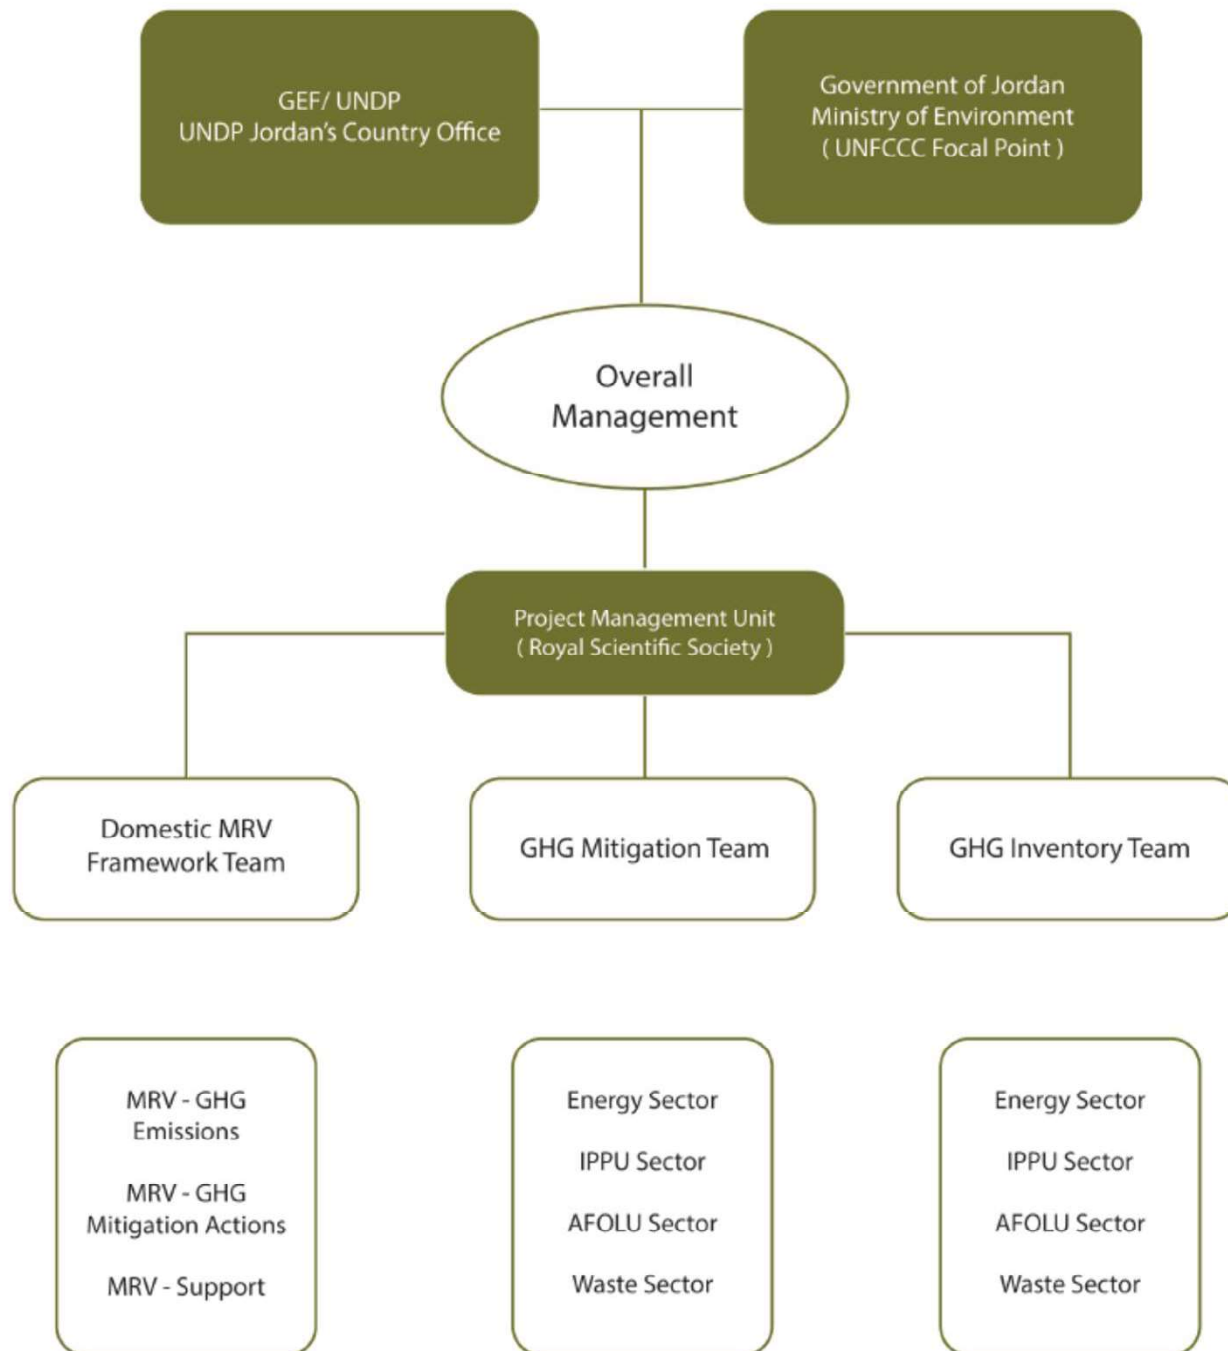 GEF/ UNDP
UNDP Jordan's Country Office
Government of Jordan
Ministry of Environment
( UNFCCC Focal Point )
Overall
Management
Project Management Unit
( Royal Scientific Society )
Domestic MRV
Framework Team
GHG Mitigation Team
GHG Inventory Team
MRV - GHG
Emissions
MRV - GHG
Mitigation Actions
MRV - Support
Energy Sector
IPPU Sector
AFOLU Sector
Waste Sector
Energy Sector
IPPU Sector
AFOLU Sector
Waste Sector